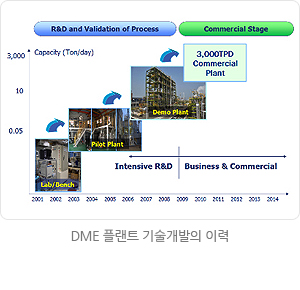 R&D and Validation of Process
Commercial Stage
Capacity (Ton/day)
3,000
10
0.05
3,000TPD
Commercial
Plant
Demo Plant
Pilot Plant
Lab/Bench
Intensive R&D
Business & Commercial
2001 2002 2003 2004 2005 2006 2007 2008 2009 2010 2011 2012 2013 2014
DME 플랜트 기술개발의 이력